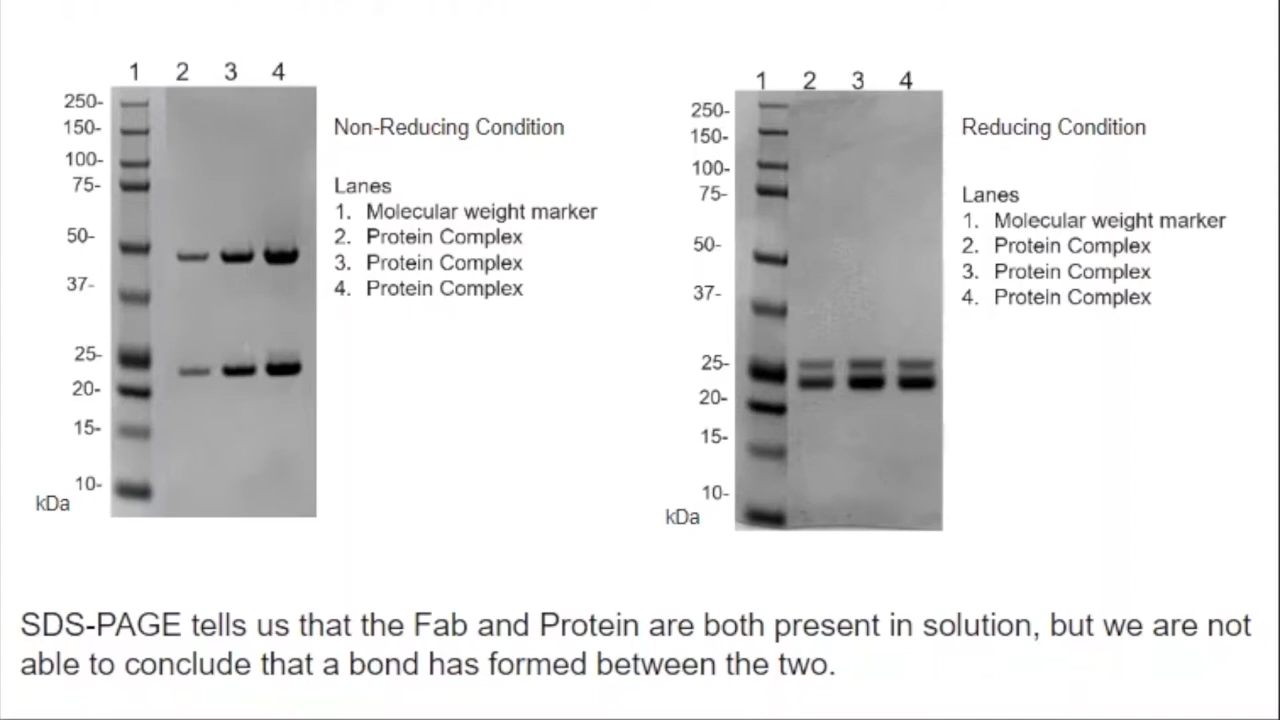 1 2 3 4
250-
150-
100-
75-
50-
37-
25-
20-
15-
10-
kDa
Non-Reducing Condition
Lanes
1. Molecular weight marker
2. Protein Complex
3. Protein Complex
4. Protein Complex
1 2 3 4
250-
150-
100-
75-
50-
37-
25-
20-
15-
10-
kDa
Reducing Condition
Lanes
1. Molecular weight marker
2. Protein Complex
3. Protein Complex
4. Protein Complex
SDS-PAGE tells us that the Fab and Protein are both present in solution, but we are not
able to conclude that a bond has formed between the two.